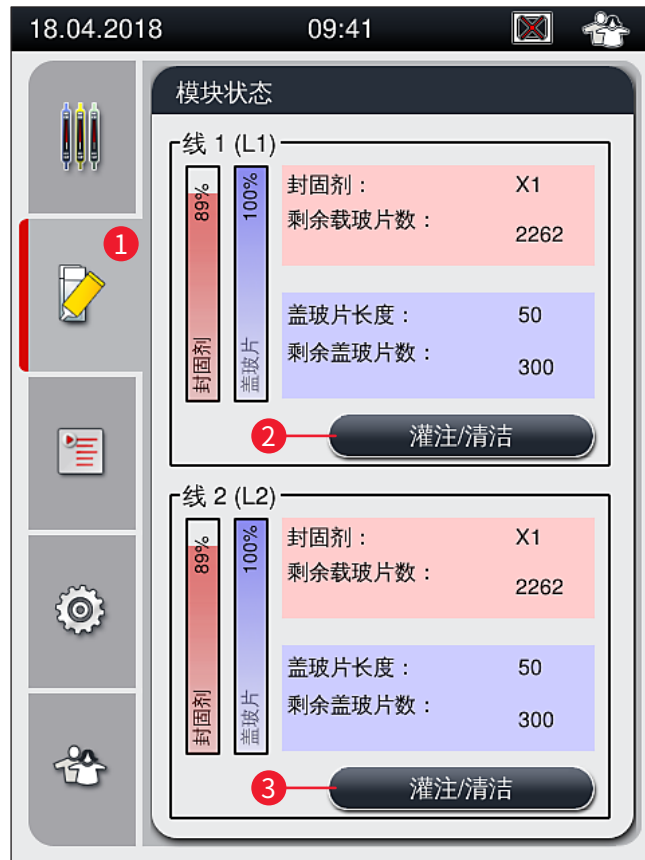 18.04.2018 09:41
模块状态
1
线 1 (L1)
89%
封固剂
100%
盖玻片
封固剂： X1
剩余载玻片数： 2262
盖玻片长度： 50
剩余盖玻片数： 300
2 灌注/清洁
线 2 (L2)
89%
封固剂
100%
盖玻片
封固剂： X1
剩余载玻片数： 2262
盖玻片长度： 50
剩余盖玻片数： 300
3 灌注/清洁